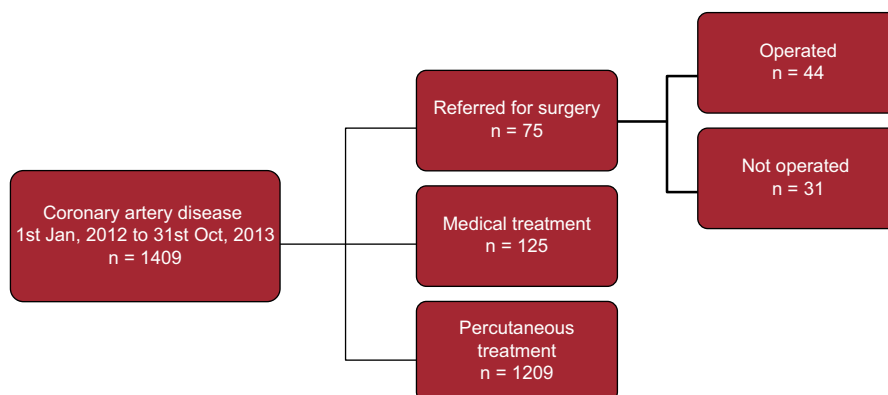 Coronary artery disease
1st Jan, 2012 to 31st Oct, 2013
n = 1409
Referred for surgery
n = 75
Medical treatment
n = 125
Percutaneous
treatment
n = 1209
Operated
n = 44
Not operated
n = 31